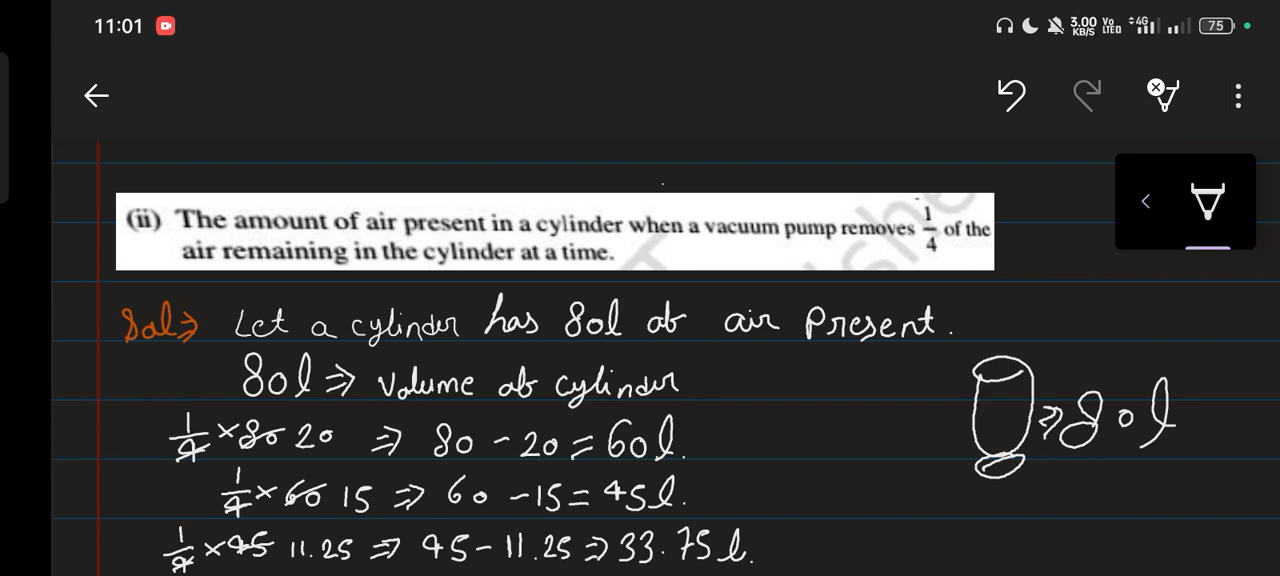 11:01 3.00 KB/S Vo LTED 4G 75
(ii) The amount of air present in a cylinder when a vacuum pump removes 1/4 of the
air remaining in the cylinder at a time.
Sol⇒ Let a cylinder has 80l of air Present.
80l ⇒ Volume of cylinder
⇒ 80l
1/4 × 80 20 ⇒ 80 - 20 = 60l.
1/4 × 60 15 ⇒ 60 - 15 = 45l.
1/4 × 45 11.25 ⇒ 45 - 11.25 ⇒ 33.75l.